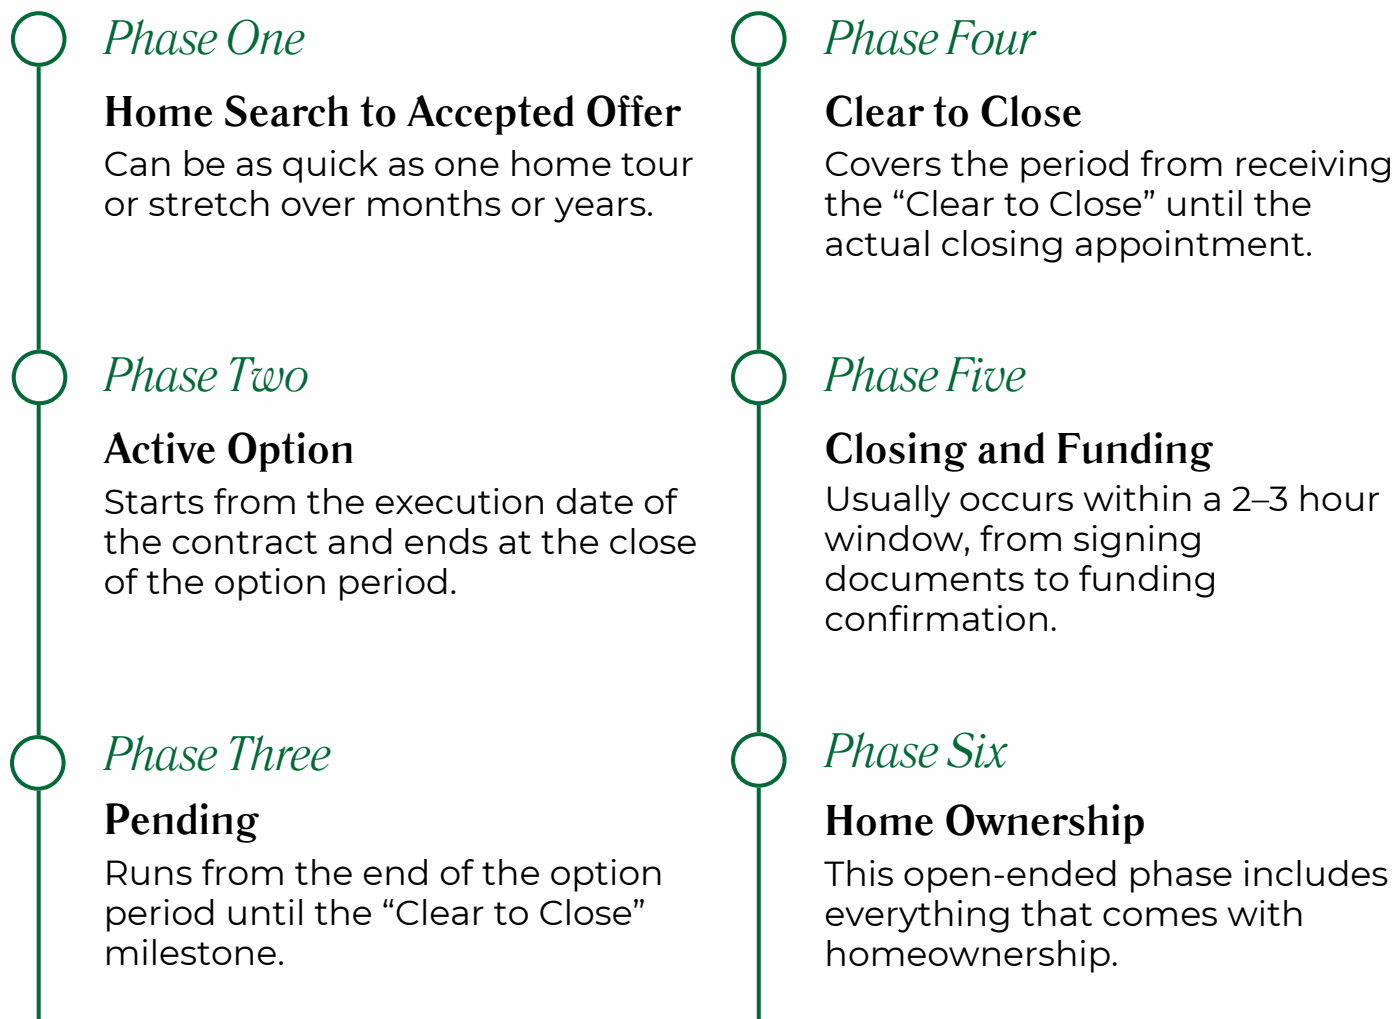 Phase One
Home Search to Accepted Offer
Can be as quick as one home tour
or stretch over months or years.
Phase Two
Active Option
Starts from the execution date of
the contract and ends at the close
of the option period.
Phase Three
Pending
Runs from the end of the option
period until the “Clear to Close”
milestone.
Phase Four
Clear to Close
Covers the period from receiving
the “Clear to Close” until the
actual closing appointment.
Phase Five
Closing and Funding
Usually occurs within a 2–3 hour
window, from signing
documents to funding
confirmation.
Phase Six
Home Ownership
This open-ended phase includes
everything that comes with
homeownership.